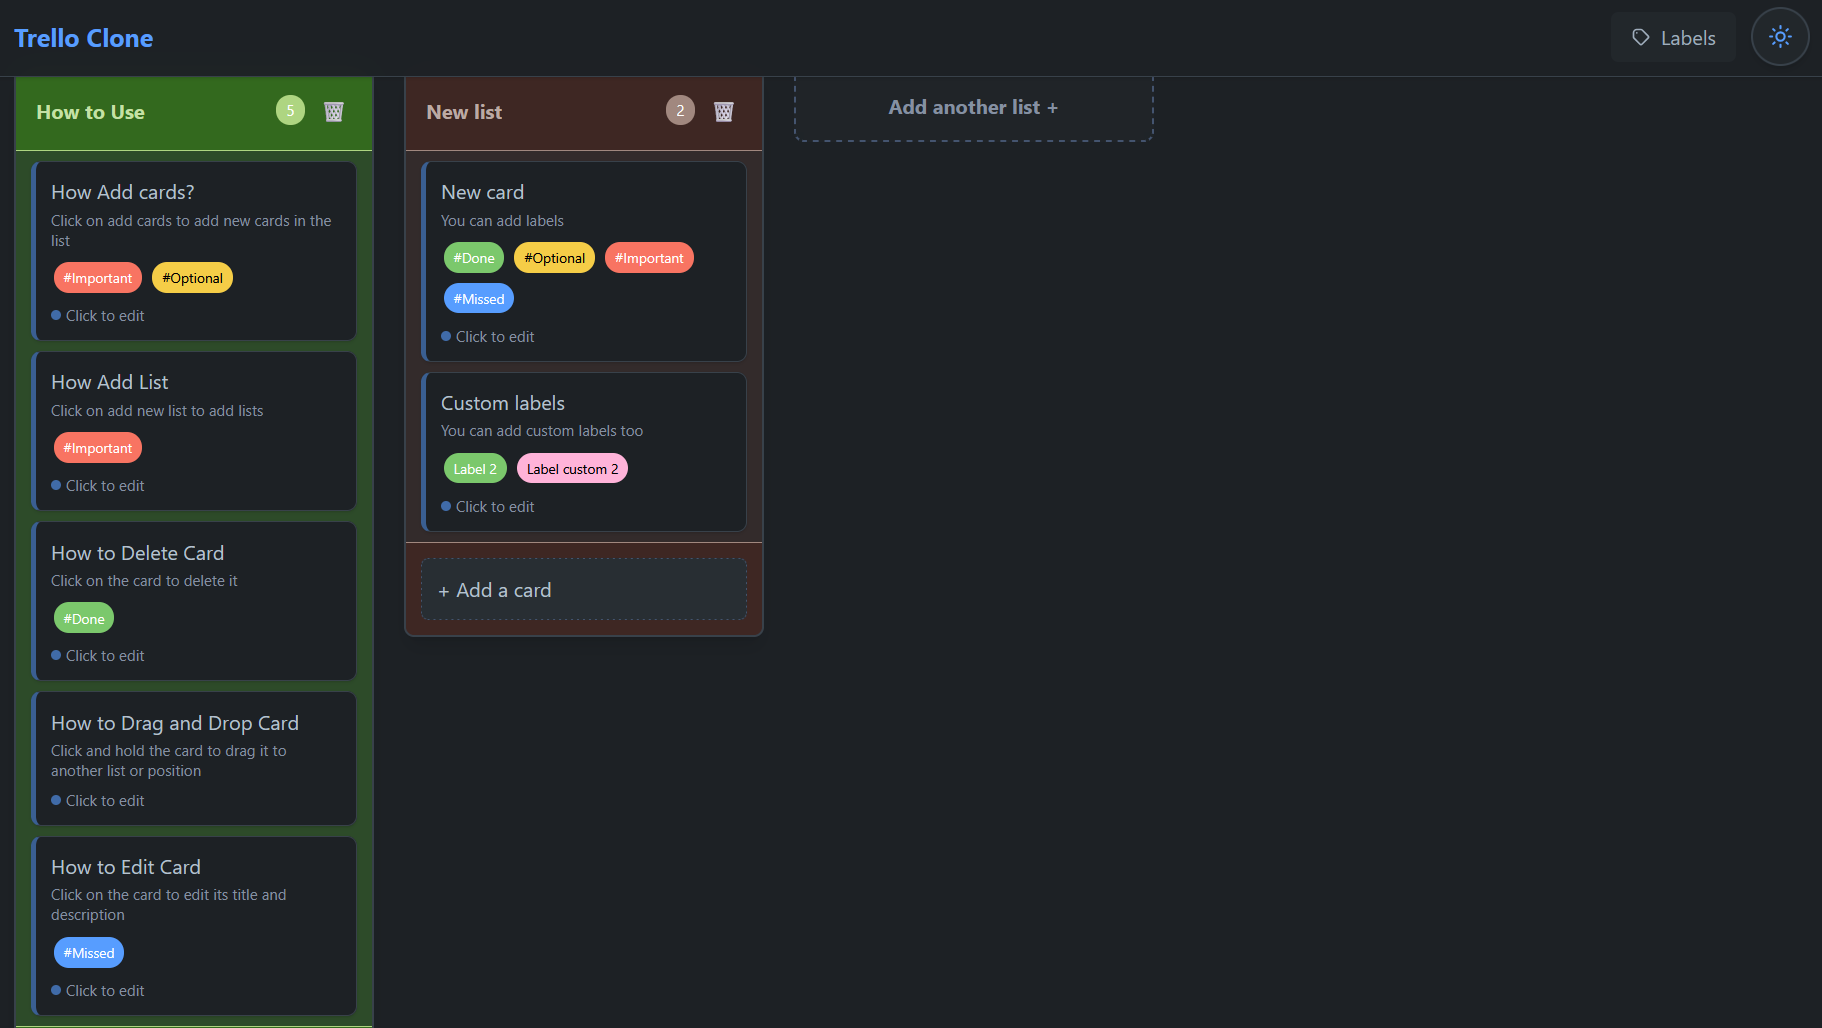 Trello Clone
Labels
How to Use
5
How Add cards?
Click on add cards to add new cards in the
list
#Important
#Optional
Click to edit
How Add List
Click on add new list to add lists
#Important
Click to edit
How to Delete Card
Click on the card to delete it
#Done
Click to edit
How to Drag and Drop Card
Click and hold the card to drag it to
another list or position
Click to edit
How to Edit Card
Click on the card to edit its title and
description
#Missed
Click to edit
New list
2
New card
You can add labels
#Done
#Optional
#Important
#Missed
Click to edit
Custom labels
You can add custom labels too
Label 2
Label custom 2
Click to edit
+ Add a card
Add another list +